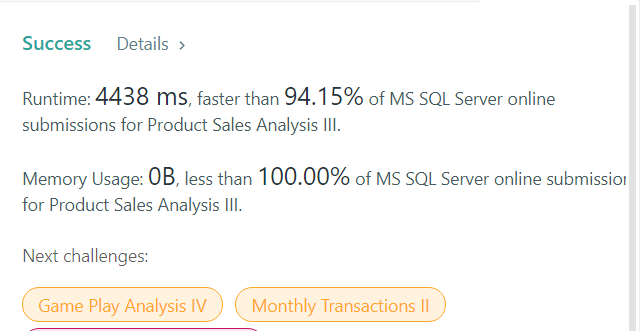 Success Details >
Runtime: 4438 ms, faster than 94.15% of MS SQL Server online
submissions for Product Sales Analysis III.
Memory Usage: 0B, less than 100.00% of MS SQL Server online submission
for Product Sales Analysis III.
Next challenges:
Game Play Analysis IV Monthly Transactions II